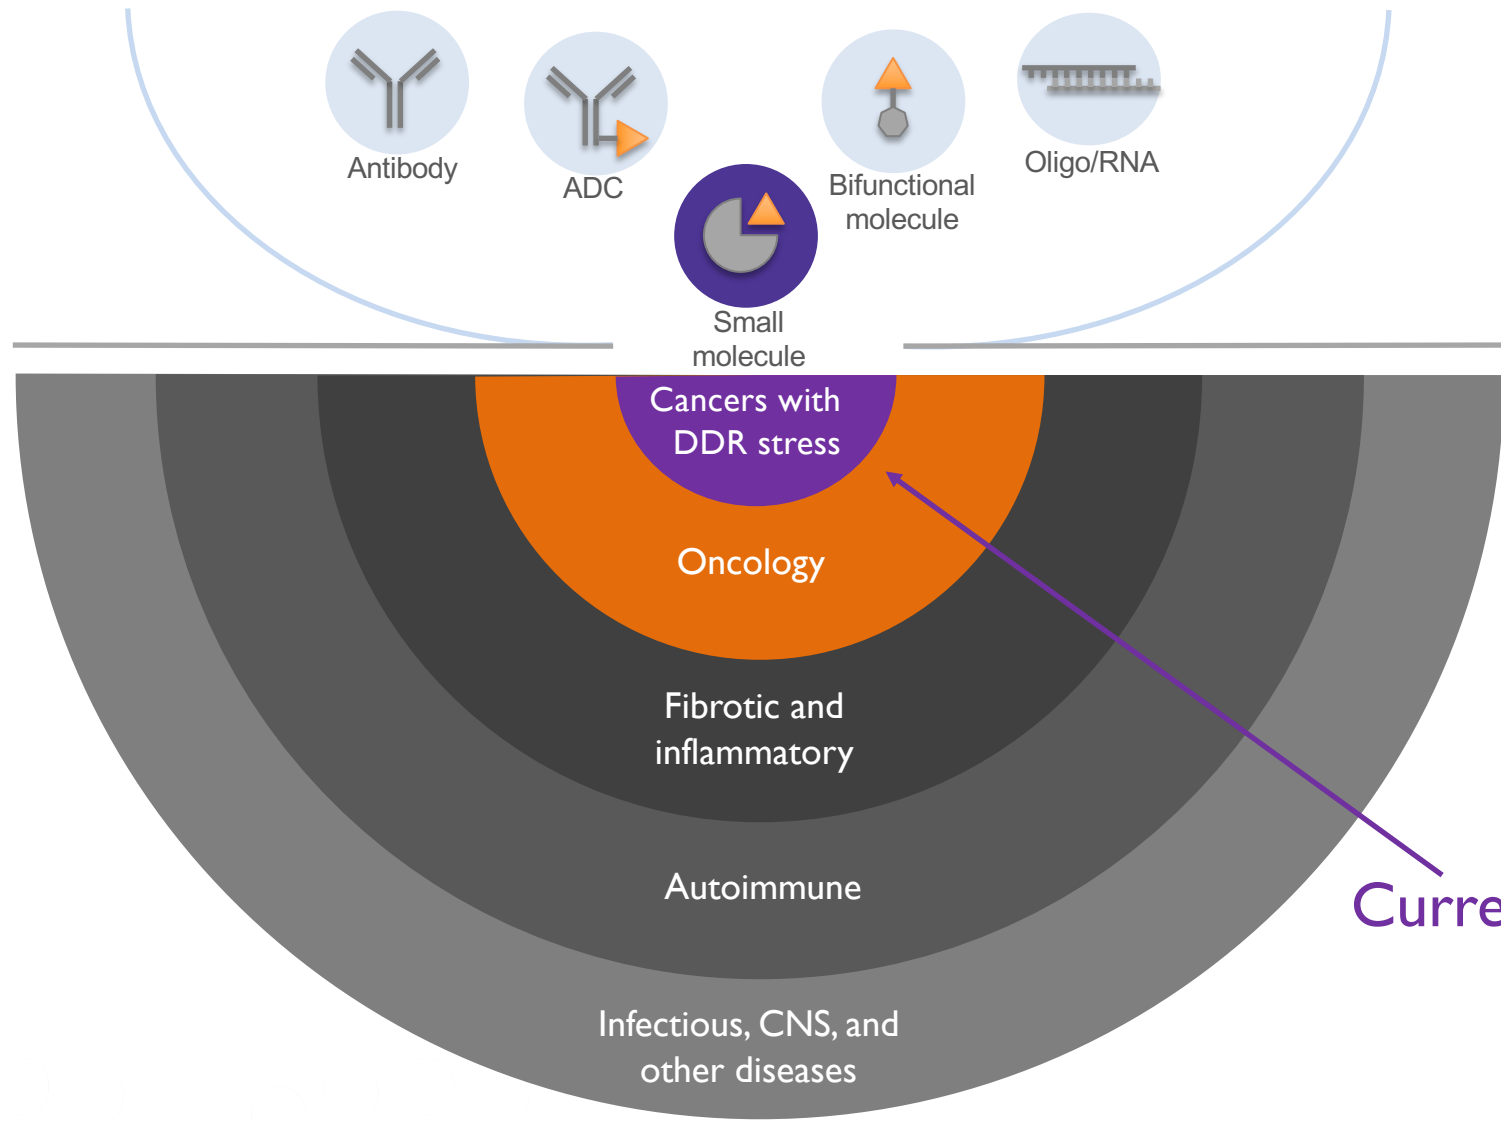 Antibody
ADC
Bifunctional
molecule
Oligo/RNA
Small
molecule
Cancers with
DDR stress
Oncology
Fibrotic and
inflammatory
Autoimmune
Infectious, CNS, and
other diseases